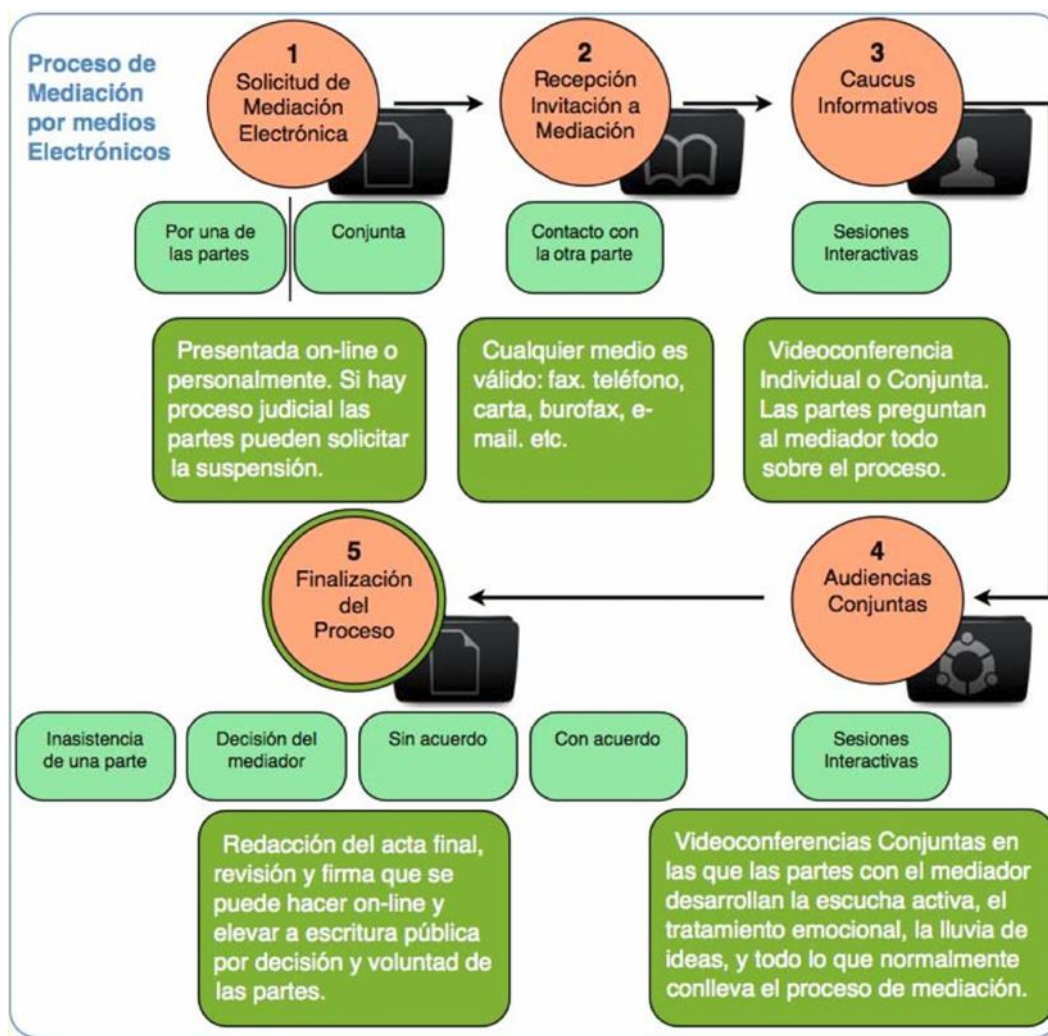 Proceso de
Mediación
por medios
Electrónicos
1
Solicitud de
Mediación
Electrónica
2
Recepción
Invitación a
Mediación
3
Caucus
Informativos
Por una de
las partes
Conjunta
Contacto con
la otra parte
Sesiones
Interactivas
Presentada on-line o
personalmente. Si hay
proceso judicial las
partes pueden solicitar
la suspensión.
Cualquier medio es
válido: fax. teléfono,
carta, burofax, e-
mail. etc.
Videoconferencia
Individual o Conjunta.
Las partes preguntan
al mediador todo
sobre el proceso.
4
Audiencias
Conjuntas
5
Finalización
del
Proceso
Sesiones
Interactivas
Videoconferencias Conjuntas en
las que las partes con el mediador
desarrollan la escucha activa, el
tratamiento emocional, la lluvia de
ideas, y todo lo que normalmente
conlleva el proceso de mediación.
Inasistencia
de una parte
Decisión del
mediador
Sin acuerdo
Con acuerdo
Redacción del acta final,
revisión y firma que se
puede hacer on-line y
elevar a escritura pública
por decisión y voluntad de
las partes.